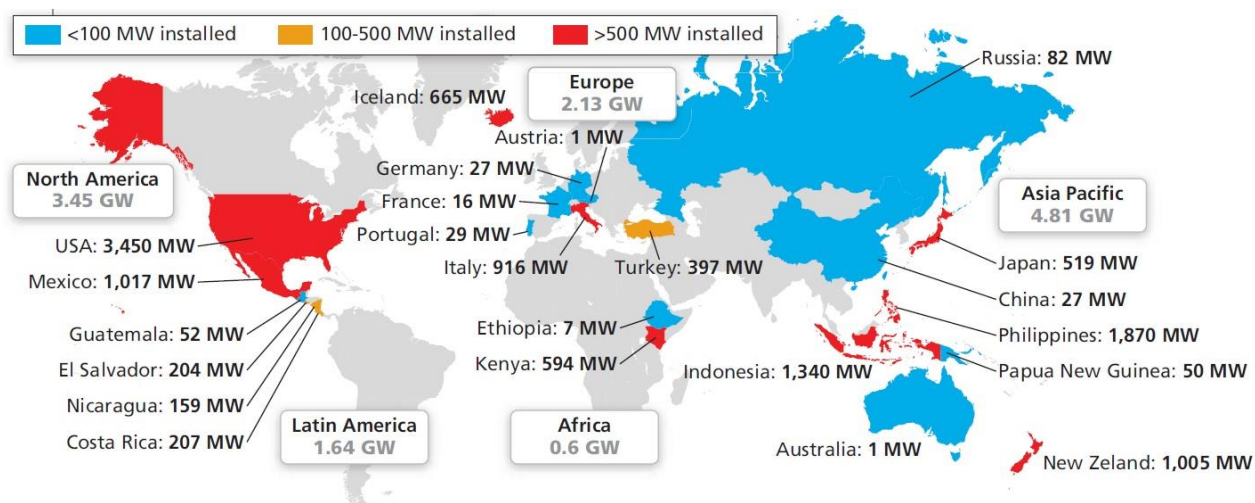 <100 MW installed
100-500 MW installed
>500 MW installed
Russia: 82 MW
Europe
2.13 GW
Iceland: 665 MW
Austria: 1 MW
Germany: 27 MW
North America
3.45 GW
France: 16 MW
Asia Pacific
4.81 GW
Portugal: 29 MW
USA: 3,450 MW
Italy: 916 MW
Turkey: 397 MW
Japan: 519 MW
Mexico: 1,017 MW
China: 27 MW
Guatemala: 52 MW
Ethiopia: 7 MW
Philippines: 1,870 MW
El Salvador: 204 MW
Kenya: 594 MW
Indonesia: 1,340 MW
Papua New Guinea: 50 MW
Nicaragua: 159 MW
Latin America
1.64 GW
Africa
0.6 GW
Costa Rica: 207 MW
Australia: 1 MW
New Zeland: 1,005 MW